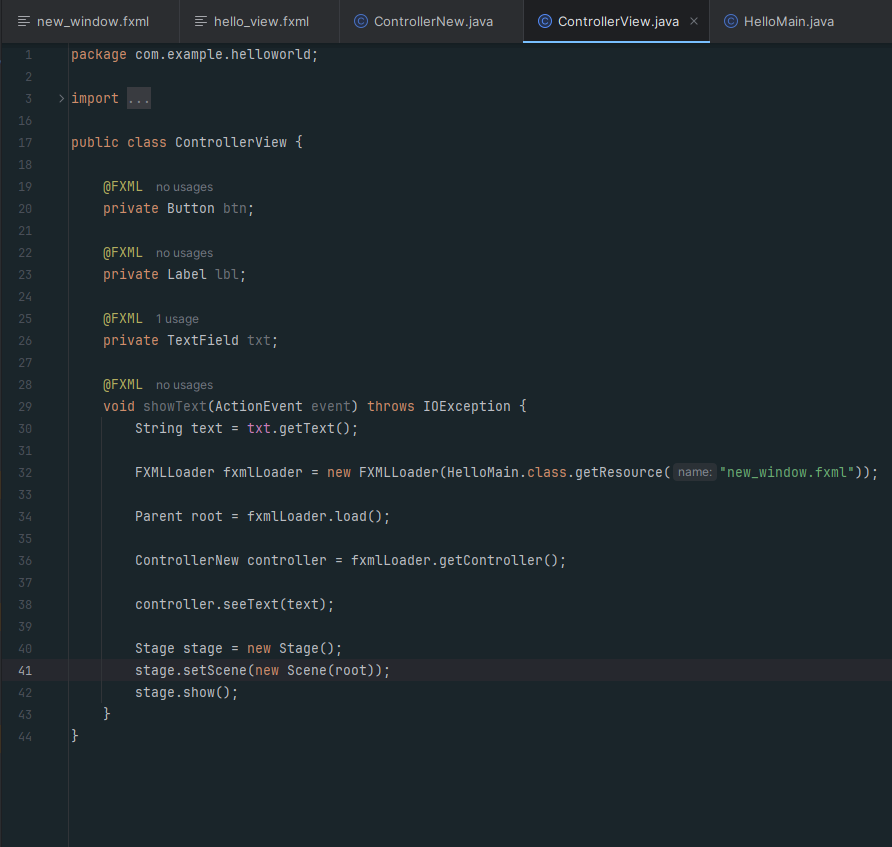 new_window.fxml hello_view.fxml ControllerNew.java ControllerView.java HelloMain.java
1 package com.example.helloworld;
2
3 import ...
16
17 public class ControllerView {
18
19 @FXML no usages
20 private Button btn;
21
22 @FXML no usages
23 private Label lbl;
24
25 @FXML 1 usage
26 private TextField txt;
27
28 @FXML no usages
29 void showText(ActionEvent event) throws IOException {
30 String text = txt.getText();
31
32 FXMLLoader fxmlLoader = new FXMLLoader(HelloMain.class.getResource( name: "new_window.fxml"));
33
34 Parent root = fxmlLoader.load();
35
36 ControllerNew controller = fxmlLoader.getController();
37
38 controller.seeText(text);
39
40 Stage stage = new Stage();
41 stage.setScene(new Scene(root));
42 stage.show();
43 }
44 }